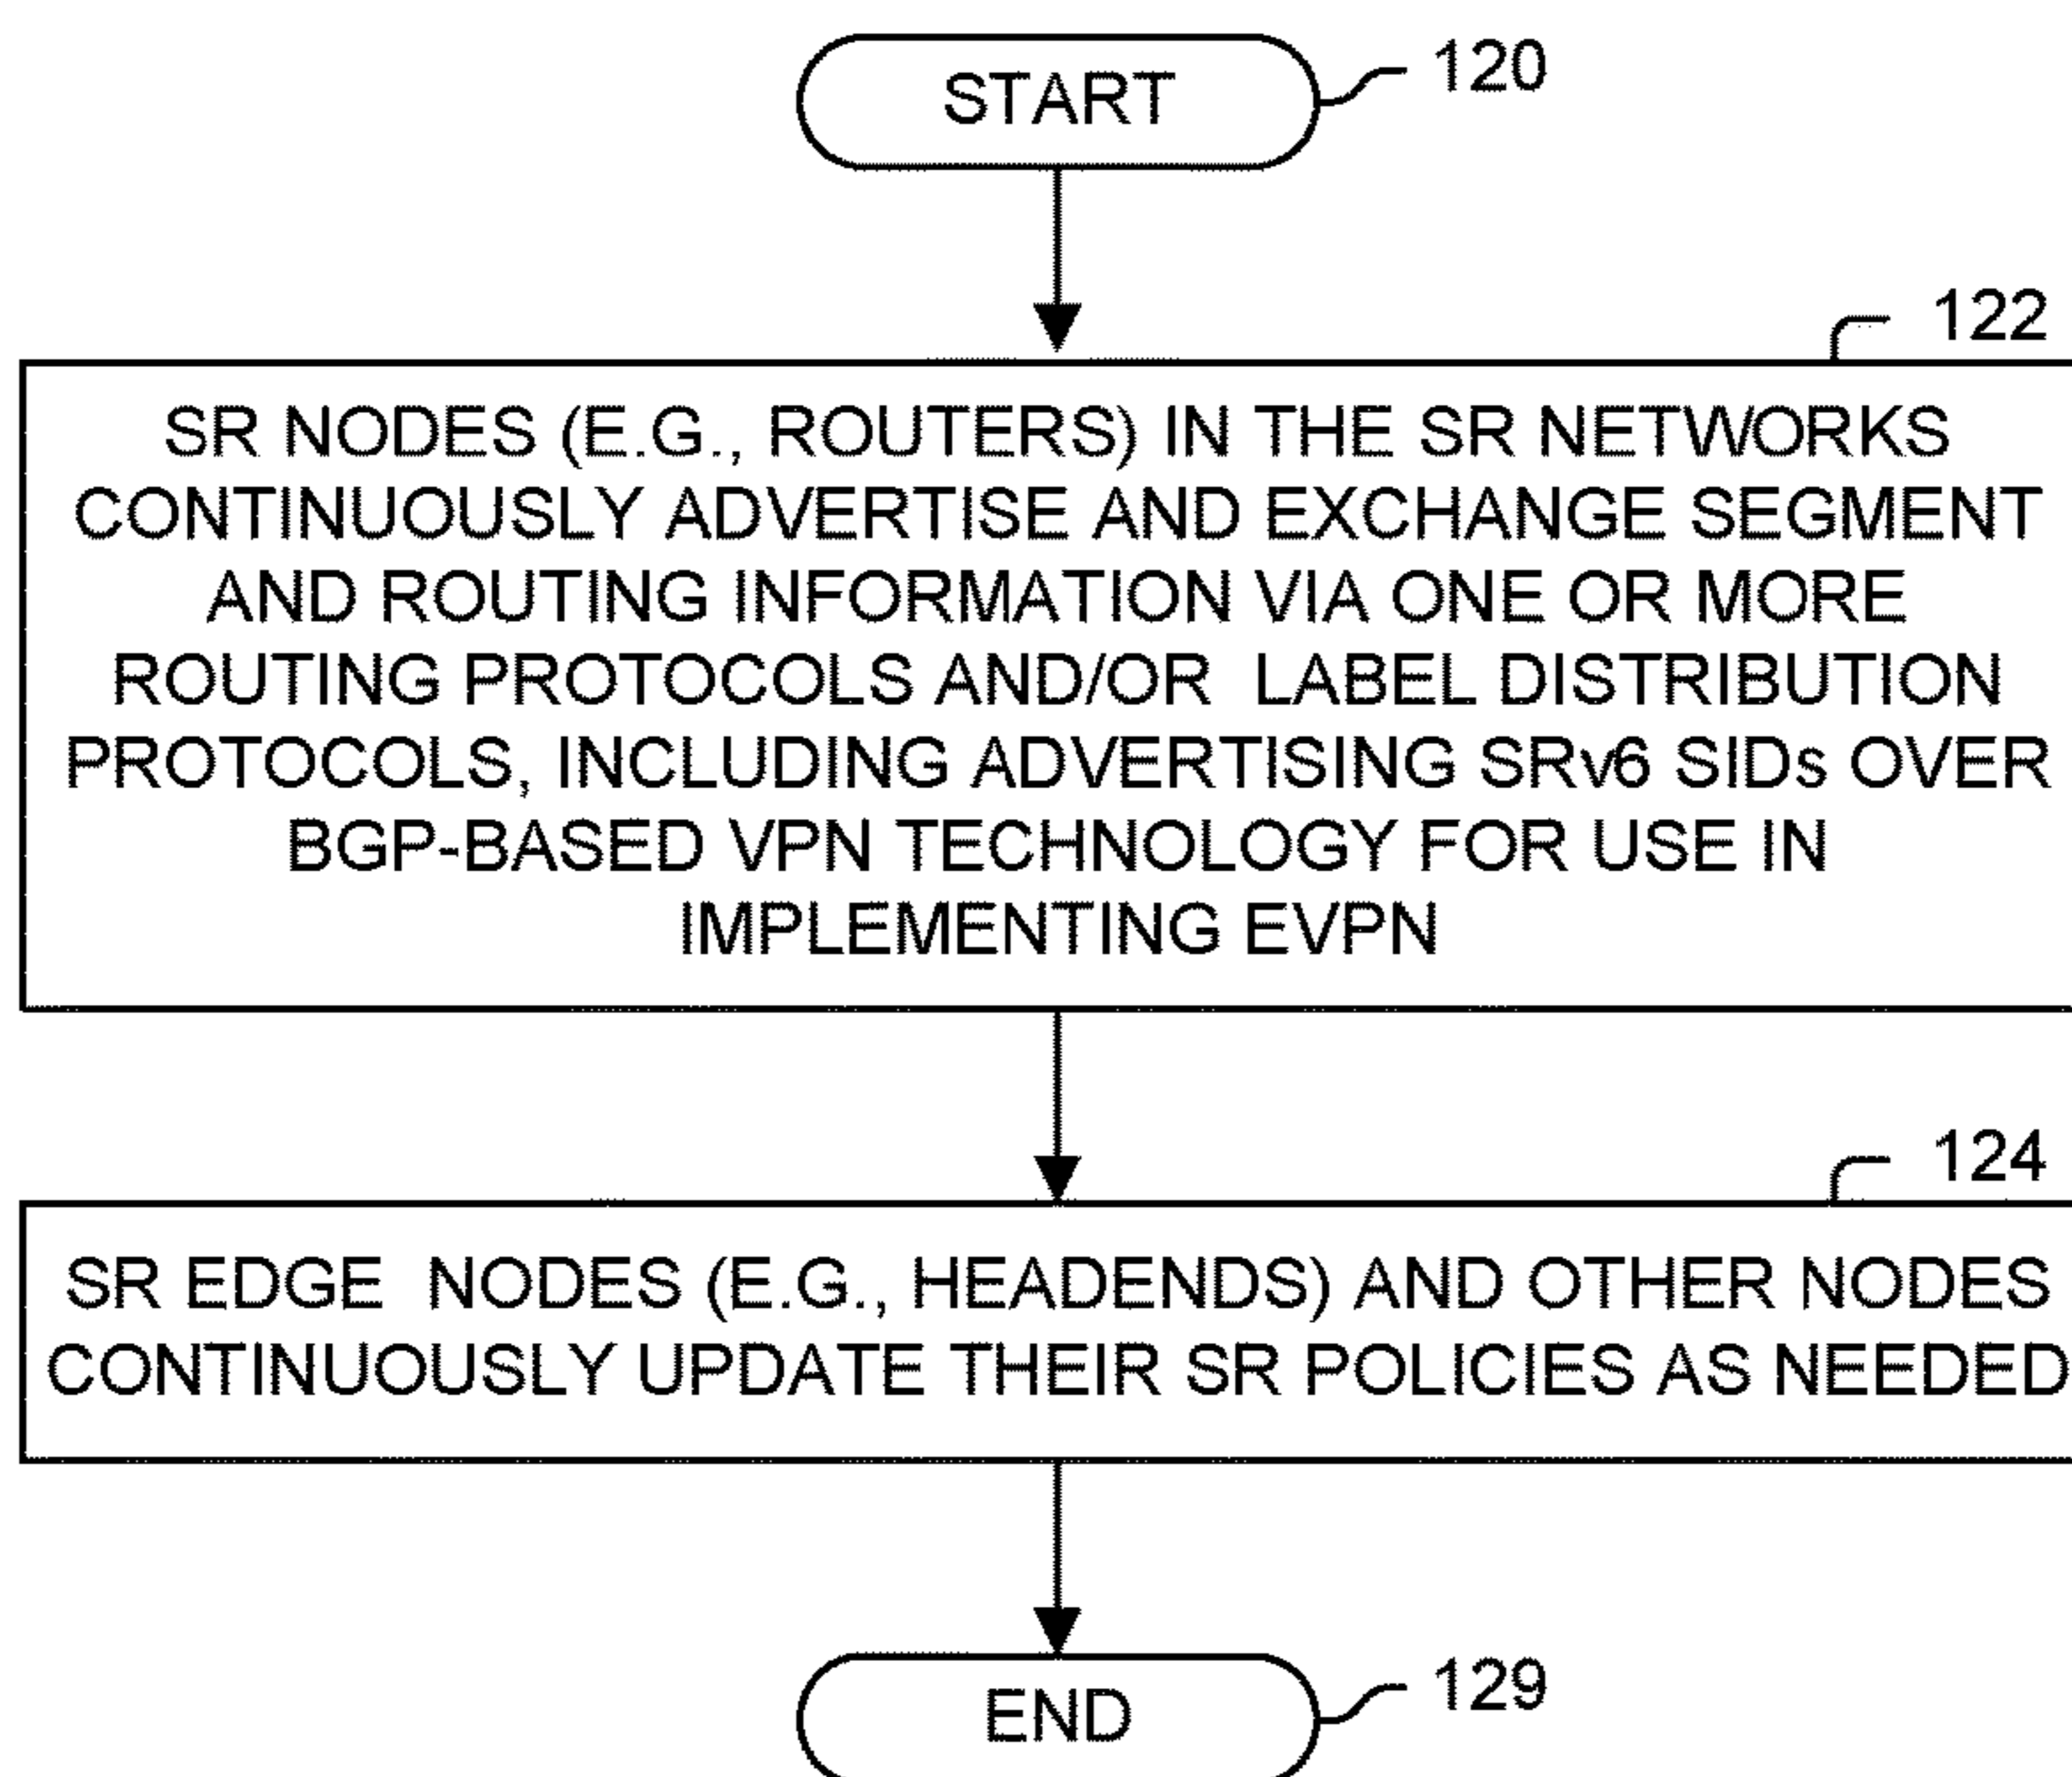 START
120
122
SR NODES (E.G., ROUTERS) IN THE SR NETWORKS
CONTINUOUSLY ADVERTISE AND EXCHANGE SEGMENT
AND ROUTING INFORMATION VIA ONE OR MORE
ROUTING PROTOCOLS AND/OR LABEL DISTRIBUTION
PROTOCOLS, INCLUDING ADVERTISING SRv6 SIDs OVER
BGP-BASED VPN TECHNOLOGY FOR USE IN
IMPLEMENTING EVPN
124
SR EDGE NODES (E.G., HEADENDS) AND OTHER NODES
CONTINUOUSLY UPDATE THEIR SR POLICIES AS NEEDED
END
129